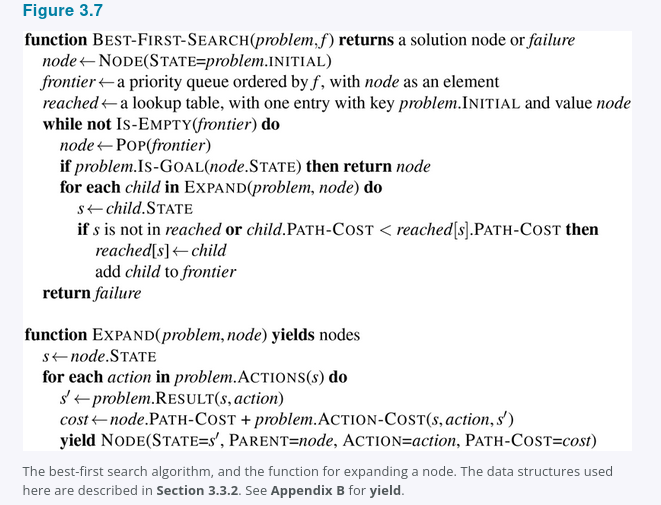 Figure 3.7
function BEST-FIRST-SEARCH(problem,f) returns a solution node or failure
node←NODE(STATE=problem.INITIAL)
frontier←a priority queue ordered by f, with node as an element
reached←a lookup table, with one entry with key problem.INITIAL and value node
while not IS-EMPTY(frontier) do
node←POP(frontier)
if problem.IS-GOAL(node.STATE) then return node
for each child in EXPAND(problem, node) do
s←child.STATE
if s is not in reached or child.PATH-COST < reached[s].PATH-COST then
reached[s]←child
add child to frontier
return failure
function EXPAND(problem,node) yields nodes
s←node.STATE
for each action in problem.ACTIONS(s) do
s′←problem.RESULT(s,action)
cost←node.PATH-COST + problem.ACTION-COST(s,action,s′)
yield NODE(STATE=s′, PARENT=node, ACTION=action, PATH-COST=cost)
The best-first search algorithm, and the function for expanding a node. The data structures used
here are described in Section 3.3.2. See Appendix B for yield.